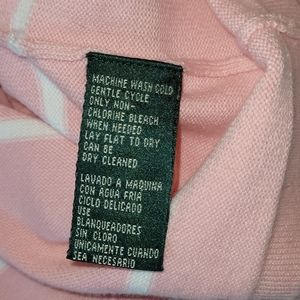 MACHINE WASH COLD
GENTLE CYCLE
ONLY NON-
CHLORINE BLEACH
WHEN NEEDED
LAY FLAT TO DRY
CAN BE
DRY CLEANED
LAVADO A MAQUINA
CON AGUA FRIA
CICLO DELICADO
USE
BLANQUEADORES
SIN CLORO
UNICAMENTE CUANDO
SEA NECESARIO